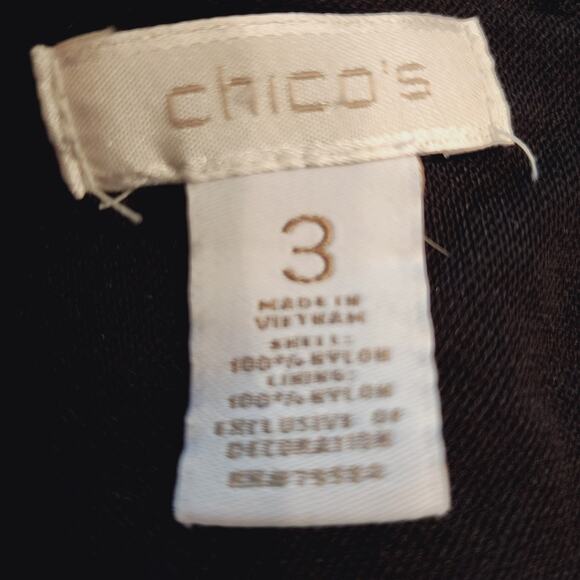 chico's
3
MADE IN
VIETNAM
SHELL:
100% NYLON
LINING:
100% NYLON
EXCLUSIVE OF
DECORATION